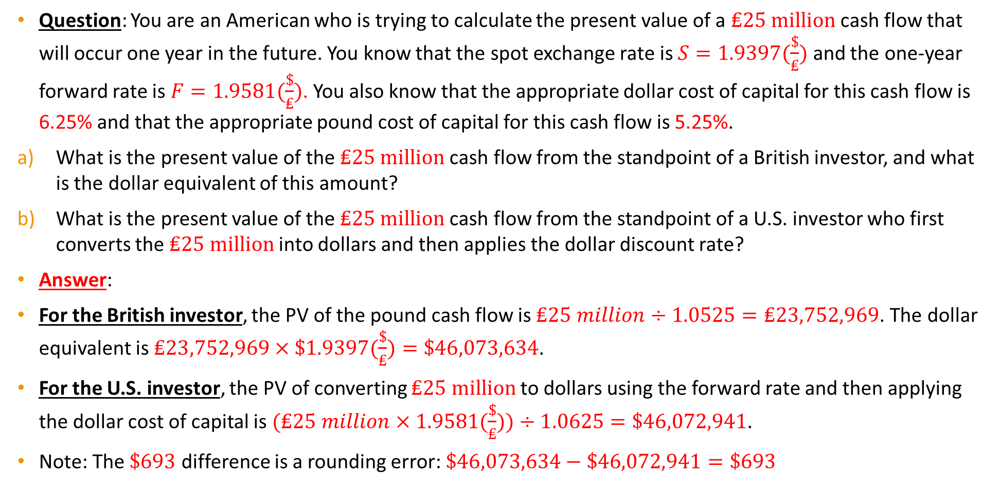 • Question: You are an American who is trying to calculate the present value of a ₤25 million cash flow that
will occur one year in the future. You know that the spot exchange rate is S = 1.9397($/₤) and the one-year
forward rate is F = 1.9581($/₤). You also know that the appropriate dollar cost of capital for this cash flow is
6.25% and that the appropriate pound cost of capital for this cash flow is 5.25%.
a) What is the present value of the ₤25 million cash flow from the standpoint of a British investor, and what
is the dollar equivalent of this amount?
b) What is the present value of the ₤25 million cash flow from the standpoint of a U.S. investor who first
converts the ₤25 million into dollars and then applies the dollar discount rate?
• Answer:
• For the British investor, the PV of the pound cash flow is ₤25 million ÷ 1.0525 = ₤23,752,969. The dollar
equivalent is ₤23,752,969 × $1.9397($/₤) = $46,073,634.
• For the U.S. investor, the PV of converting ₤25 million to dollars using the forward rate and then applying
the dollar cost of capital is (₤25 million × 1.9581($/₤)) ÷ 1.0625 = $46,072,941.
• Note: The $693 difference is a rounding error: $46,073,634 − $46,072,941 = $693